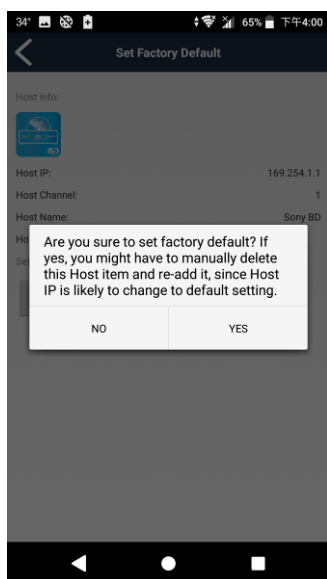 34° 65% 下午4:00
Set Factory Default
Host info:
Host IP: 169.254.1.1
Host Channel: 1
Host Name: Sony BD
Ho
Se
Are you sure to set factory default? If
yes, you might have to manually delete
this Host item and re-add it, since Host
IP is likely to change to default setting.
NO YES